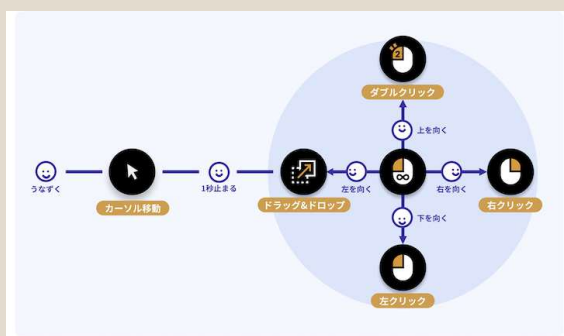 2
ダブルクリック
上を向く
うなずく
カーソル移動
1秒止まる
ドラッグ&ドロップ
左を向く
∞
右を向く
右クリック
下を向く
左クリック